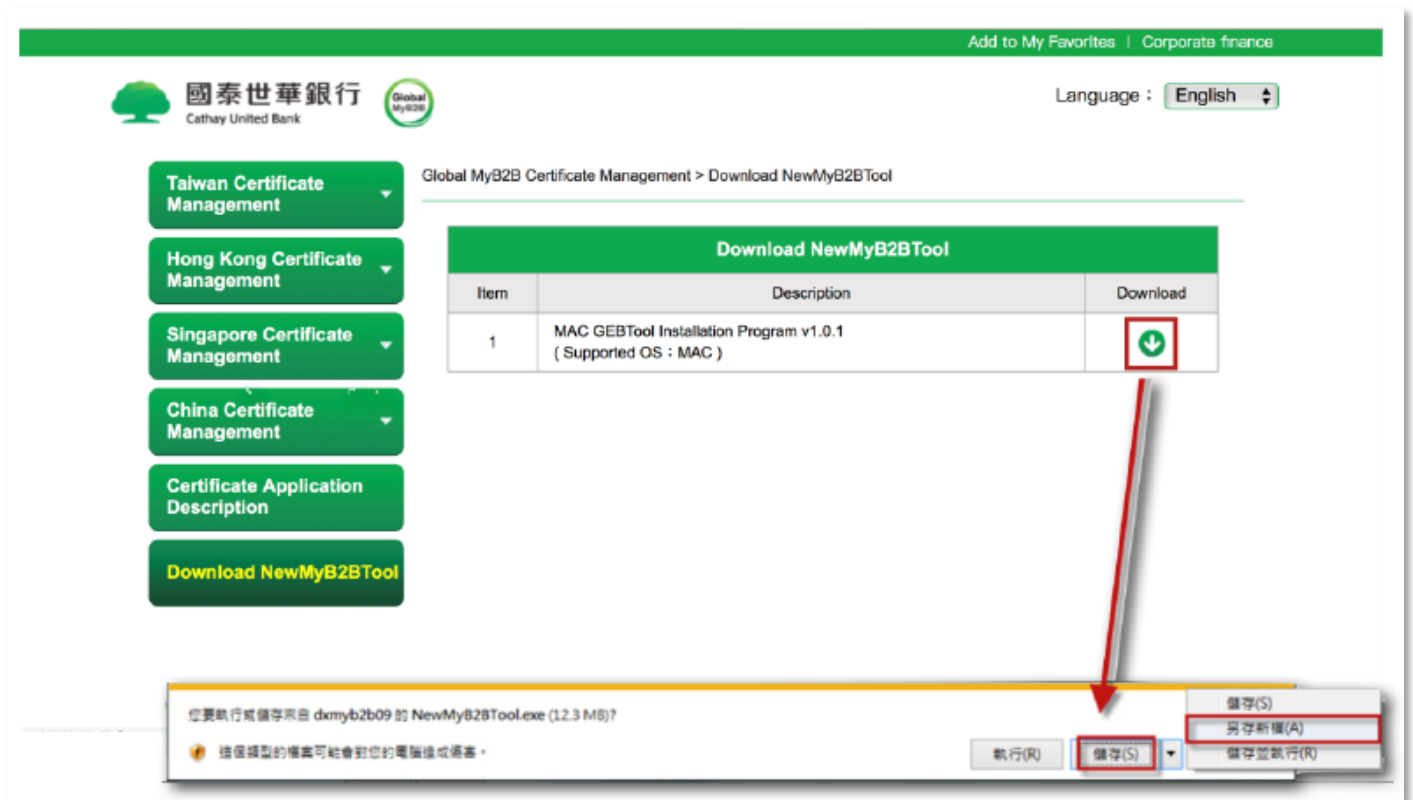 Add to My Favorites | Corporate finance
國泰世華銀行
Cathay United Bank
Global
MyB2B
Language : English
Taiwan Certificate
Management
Hong Kong Certificate
Management
Singapore Certificate
Management
China Certificate
Management
Certificate Application
Description
Download NewMyB2BTool
Global MyB2B Certificate Management > Download NewMyB2BTool
Download NewMyB2BTool
Item Description Download
1 MAC GEBTool Installation Program v1.0.1
( Supported OS : MAC )
您要執行或儲存來自 dxmyb2b09 的 NewMyB2BTool.exe (12.3 MB)?
這個類型的檔案可能會對您的電腦造成傷害。
執行(R) 儲存(S)
儲存(S)
另存新檔(A)
儲存並執行(R)